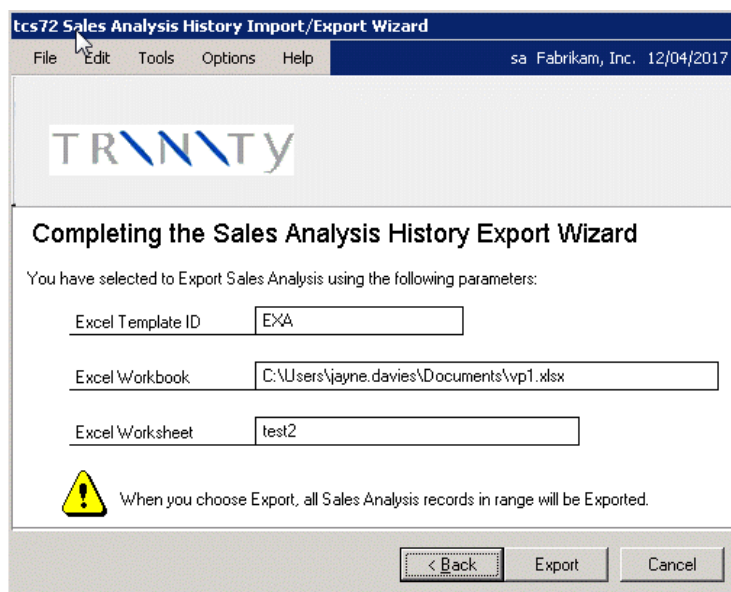 tcs72 Sales Analysis History Import/Export Wizard
File Edit Tools Options Help sa Fabrikam, Inc. 12/04/2017
TRINITY
Completing the Sales Analysis History Export Wizard
You have selected to Export Sales Analysis using the following parameters:
Excel Template ID EXA
Excel Workbook C:\Users\jayne.davies\Documents\vp1.xlsx
Excel Worksheet test2
When you choose Export, all Sales Analysis records in range will be Exported.
< Back Export Cancel